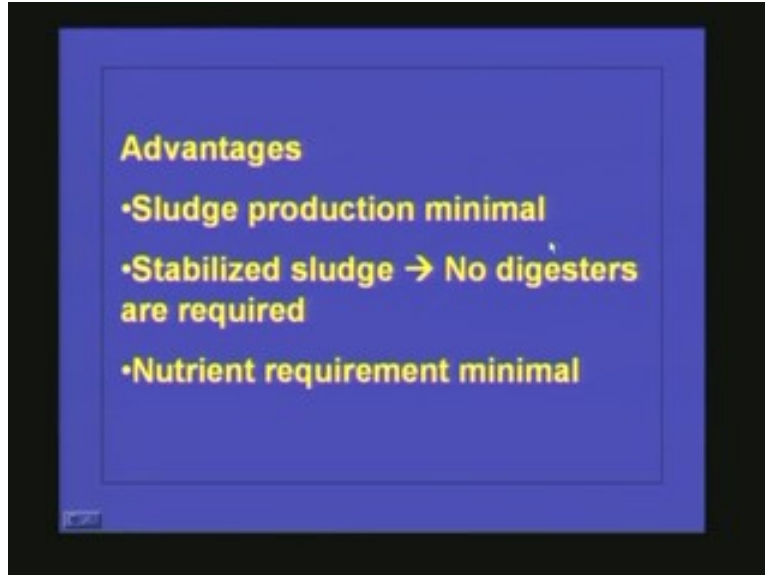 Advantages
•Sludge production minimal
•Stabilized sludge → No digesters
are required
•Nutrient requirement minimal